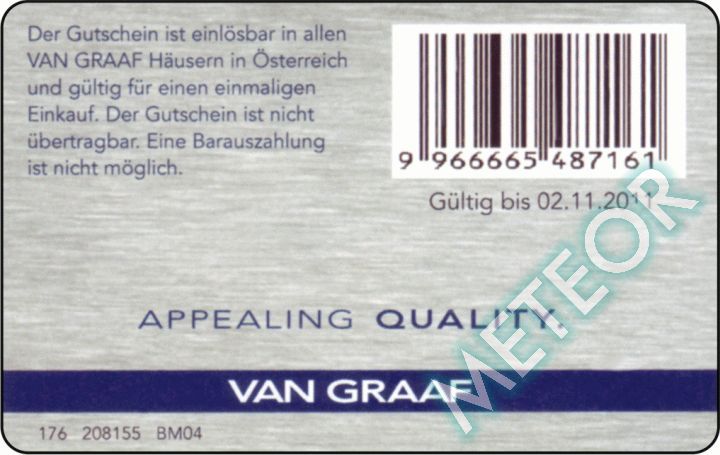 Der Gutschein ist einlösbar in allen
VAN GRAAF Häusern in Österreich
und gültig für einen einmaligen
Einkauf. Der Gutschein ist nicht
übertragbar. Eine Barauszahlung
ist nicht möglich.
9 966665 487161
Gültig bis 02.11.2011
METEOR
APPEALING QUALITY.
VAN GRAAF
176 208155 BM04